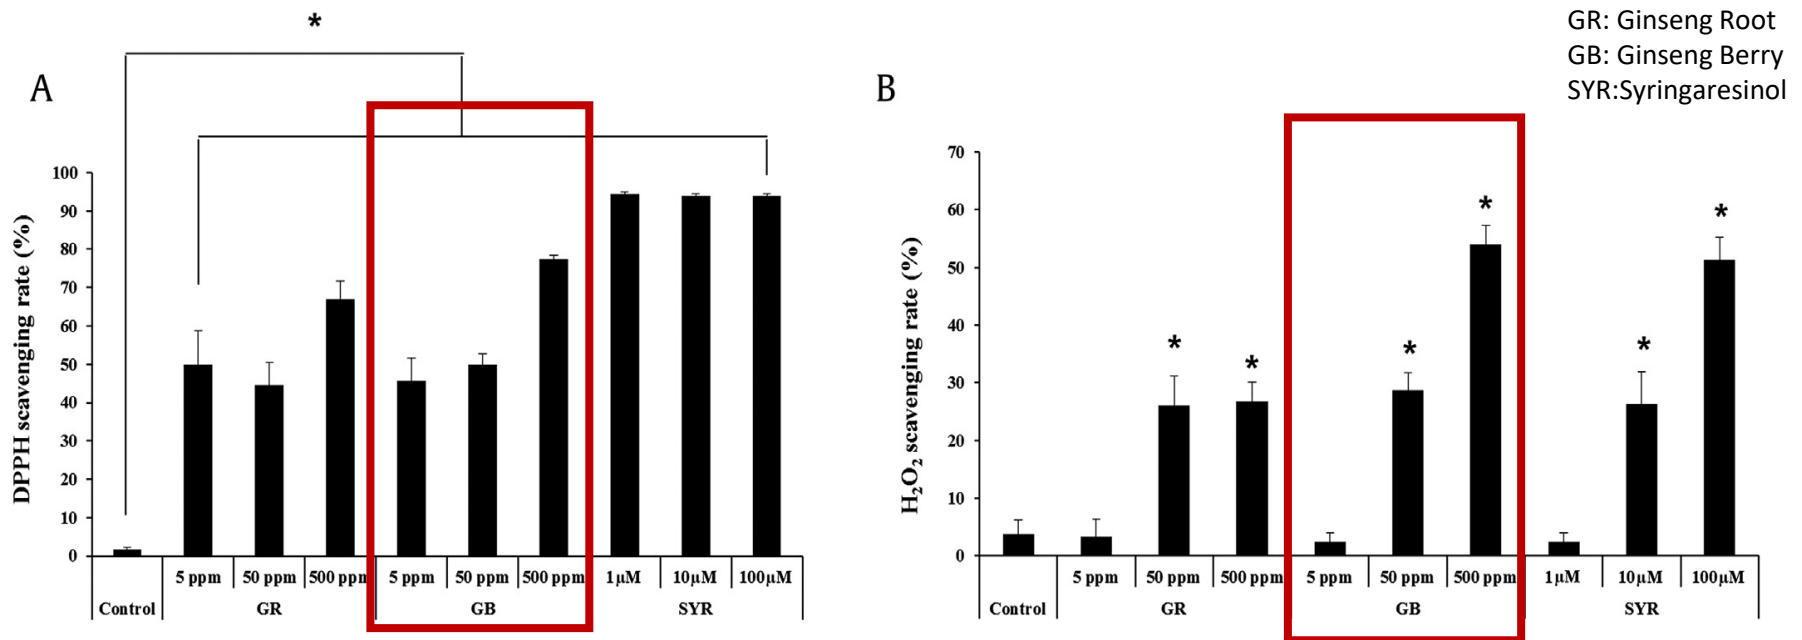 GR: Ginseng Root
GB: Ginseng Berry
SYR:Syringaresinol
A
*
DPPH scavenging rate (%)
100
90
80
70
60
50
40
30
20
10
0
5 ppm 50 ppm 500 ppm 5 ppm 50 ppm 500 ppm 1µM 10µM 100µM
Control GR GB SYR
B
H₂O₂ scavenging rate (%)
70
60
50
40
30
20
10
0
* * * * * *
5 ppm 50 ppm 500 ppm 5 ppm 50 ppm 500 ppm 1µM 10µM 100µM
Control GR GB SYR